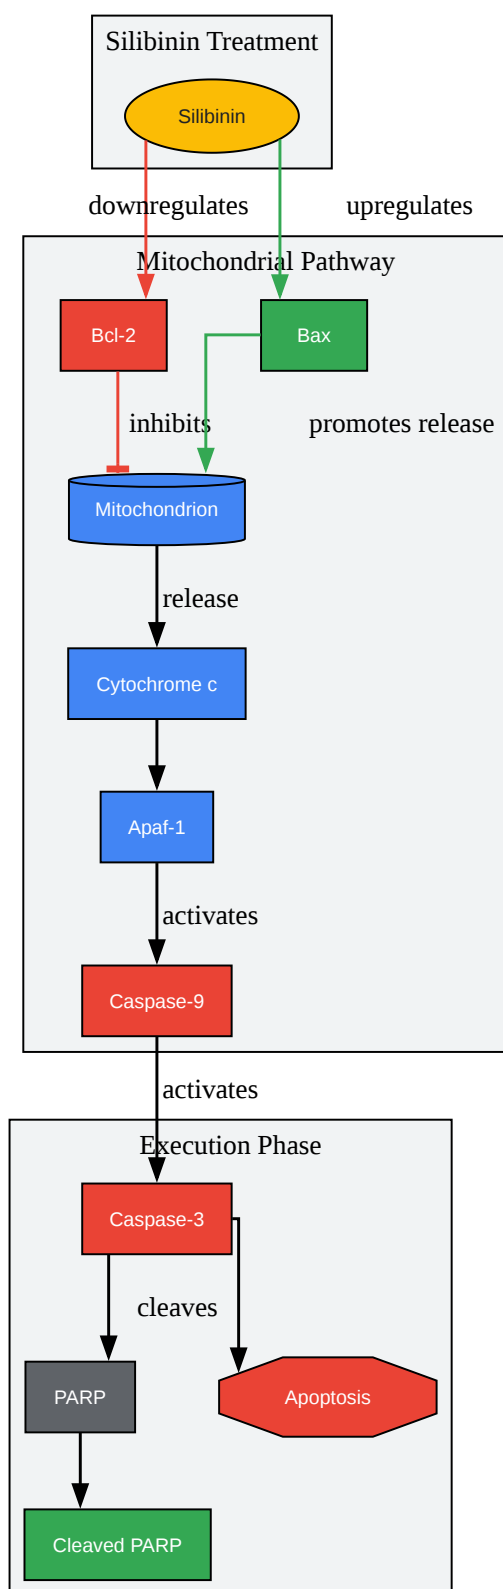 Silibinin Treatment
Silibinin
downregulates
upregulates
Mitochondrial Pathway
Bcl-2
Bax
inhibits
promotes release
Mitochondrion
release
Cytochrome c
Apaf-1
activates
Caspase-9
activates
Execution Phase
Caspase-3
cleaves
PARP
Apoptosis
Cleaved PARP